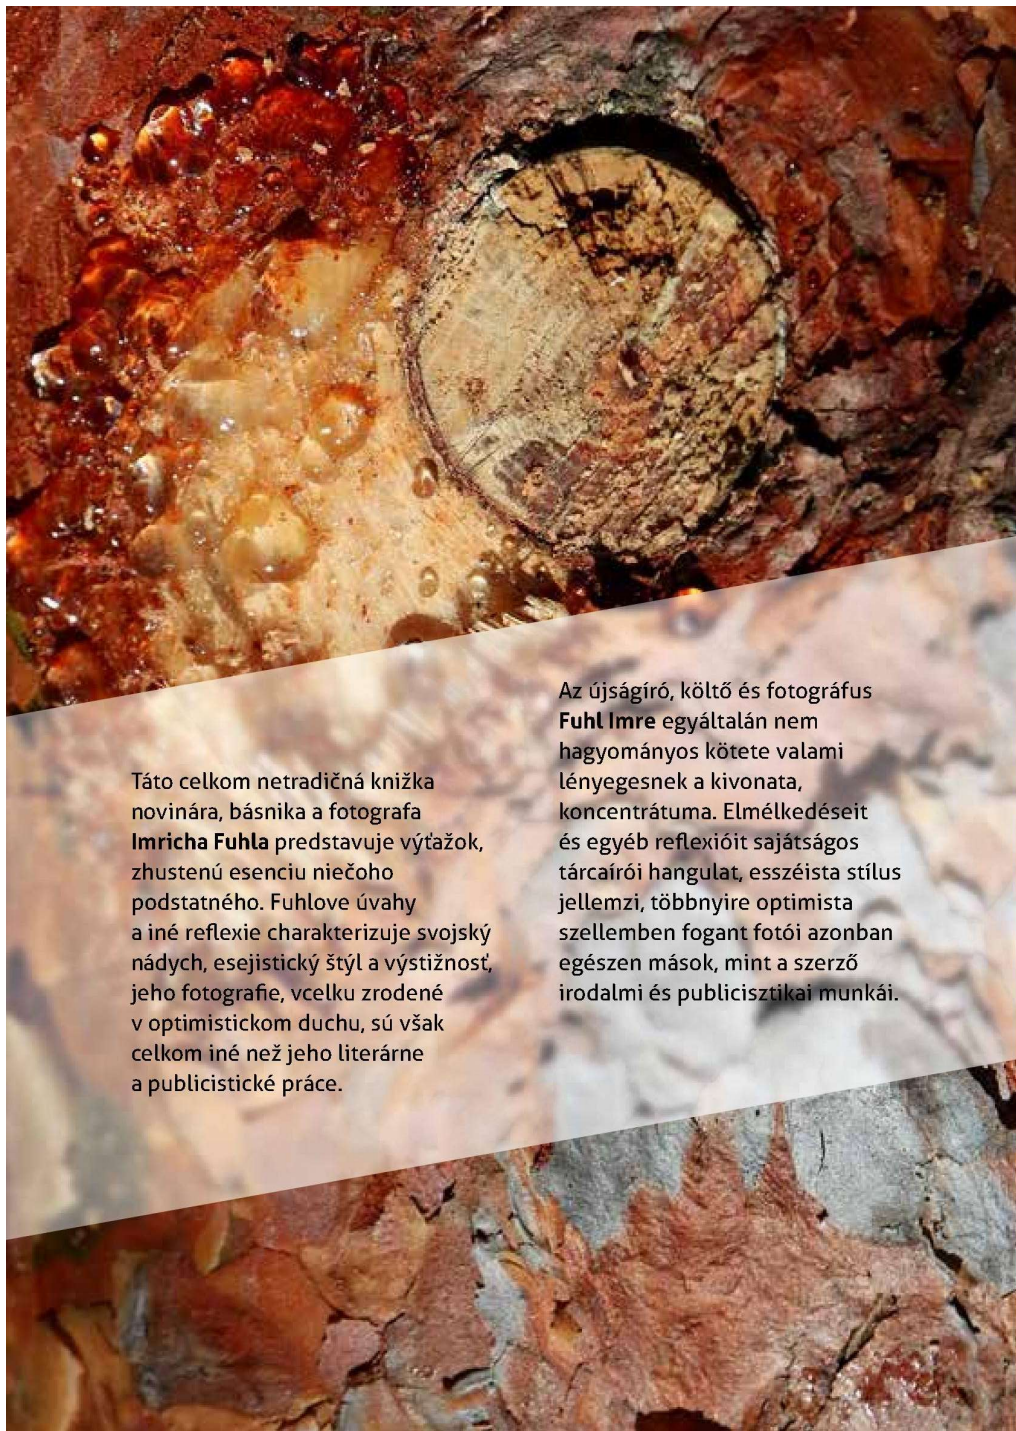 Táto celkom netradičná knižka
novinára, básnika a fotografa
Imricha Fuhla predstavuje výťažok,
zhustenú esenciu niečoho
podstatného. Fuhlove úvahy
a iné reflexie charakterizuje svojský
nádych, esejistický štýl a výstižnosť,
jeho fotografie, vcelku zrodené
v optimistickom duchu, sú však
celkom iné než jeho literárne
a publicistické práce.
Az újságíró, költő és fotográfus
Fuhl Imre egyáltalán nem
hagyományos kötete valami
lényegesnek a kivonata,
koncentrátuma. Elmélkedéseit
és egyéb reflexióit sajátságos
tárcaírói hangulat, esszéista stílus
jellemzi, többnyire optimista
szellemben fogant fotói azonban
egészen mások, mint a szerző
irodalmi és publicisztikai munkái.